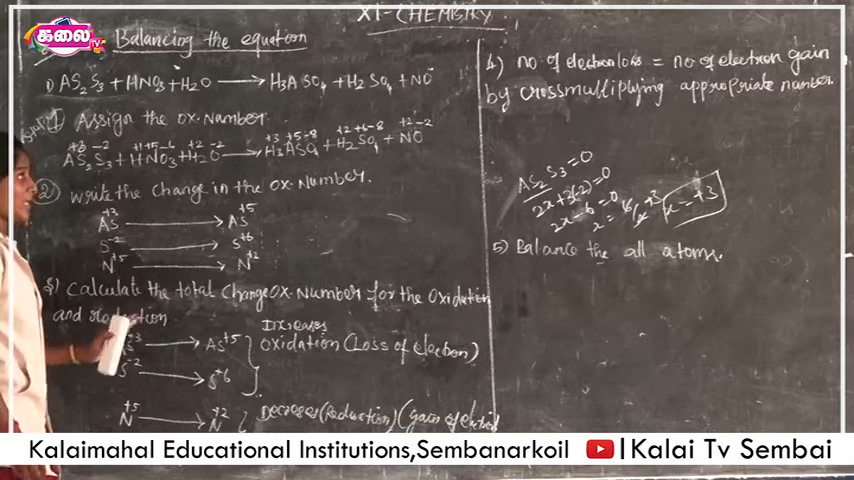 கலை TV
XI - CHEMISTRY
Balancing the equation
1) AS₂S₃ + HNO₃ + H₂O → H₃ASO₄ + H₂SO₄ + NO
1 Assign the OX. Number.
+3 -2 +1 +5 -6 +2 -2 +3 +5 -8 +2 +6 -8 +2 -2
AS₂S₃ + HNO₃ + H₂O → H₃ASO₄ + H₂SO₄ + NO
2 Write the change in the OX. Number.
AS⁺³ → AS⁺⁵
S⁻² → S⁺⁶
N⁺⁵ → N⁺²
3) Calculate the total Change OX. Number for the Oxidation
and reduction
Increases
+3 → AS⁺⁵ Oxidation (Loss of electron)
S⁻² → S⁺⁶
N⁺⁵ → N⁺² Decreases (Reduction) (gain of
4) no of electron loss = no of electron gain
by crossmultiplying appropriate number.
AS₂S₃ = 0
2x + 3(-2) = 0
2x - 6 = 0
x = 6/2 +3 x = +3
5) Balance the all atoms.
Kalaimahal Educational Institutions,Sembanarkoil | Kalai Tv Sembai